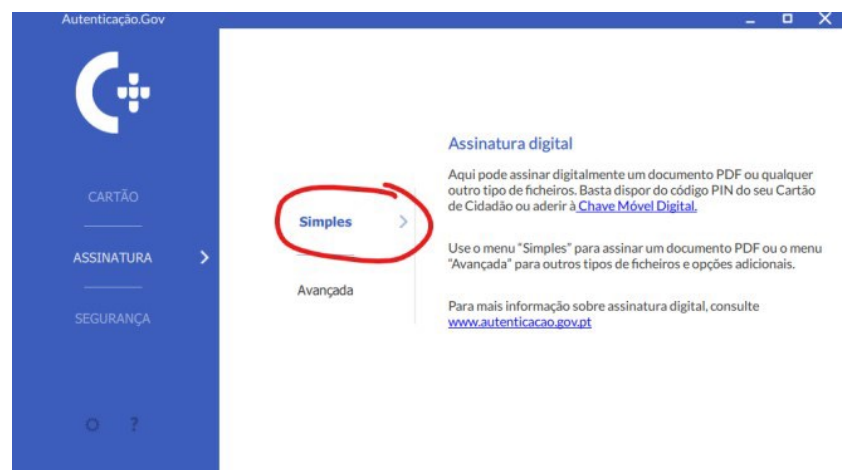 Autenticação.Gov
CARTÃO
ASSINATURA
SEGURANÇA
?
Simples
Avançada
Assinatura digital
Aqui pode assinar digitalmente um documento PDF ou qualquer
outro tipo de ficheiros. Basta dispor do código PIN do seu Cartão
de Cidadão ou aderir à Chave Móvel Digital.
Use o menu "Simples" para assinar um documento PDF ou o menu
"Avançada" para outros tipos de ficheiros e opções adicionais.
Para mais informação sobre assinatura digital, consulte
www.autenticacao.gov.pt